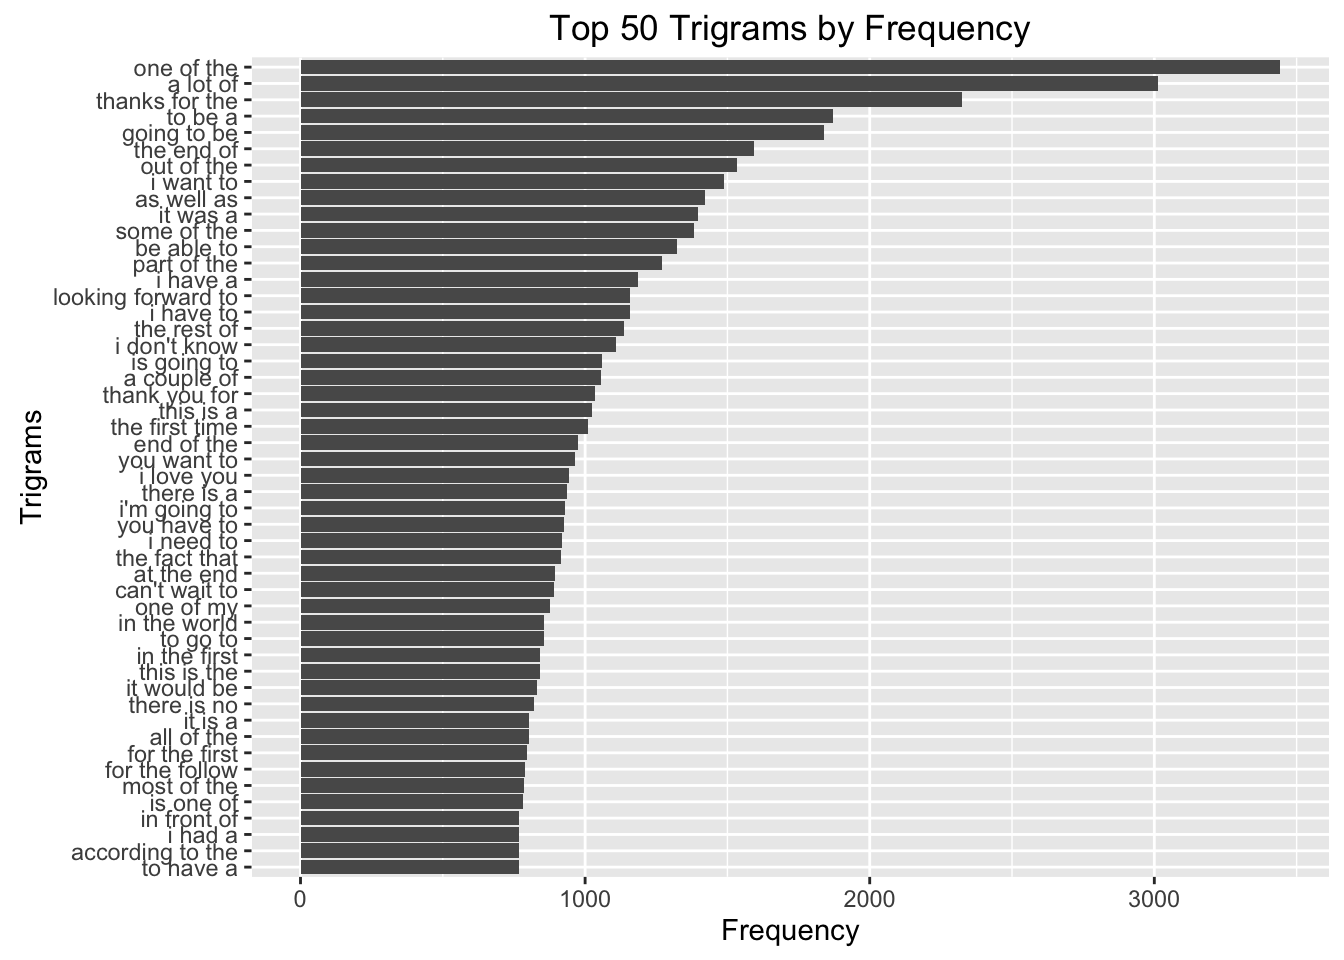 Top 50 Trigrams by Frequency
one of the
a lot of
thanks for the
to be a
going to be
the end of
out of the
i want to
as well as
it was a
some of the
be able to
part of the
i have a
looking forward to
i have to
the rest of
i don't know
is going to
a couple of
thank you for
this is a
the first time
end of the
you want to
i love you
there is a
i'm going to
you have to
i need to
the fact that
at the end
can't wait to
one of my
in the world
to go to
in the first
this is the
it would be
there is no
it is a
all of the
for the first
for the follow
most of the
is one of
in front of
i had a
according to the
to have a
Trigrams
0 1000 2000 3000
Frequency